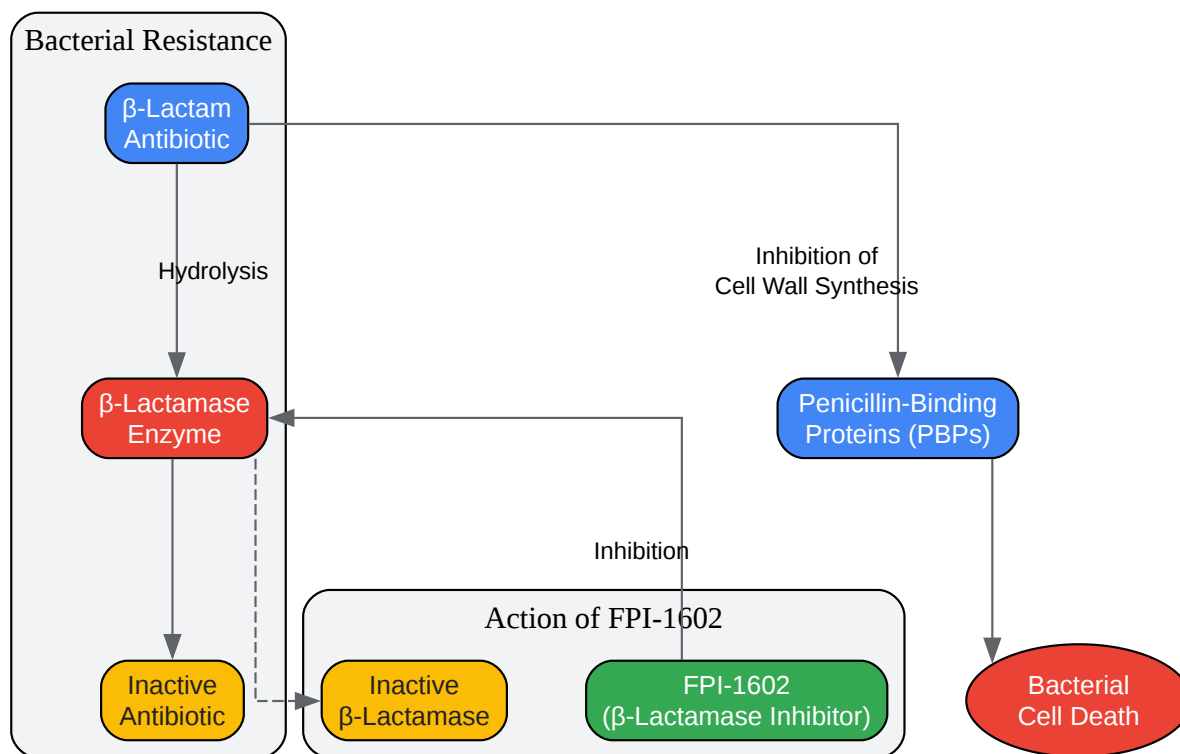 Bacterial Resistance
β-Lactam
Antibiotic
Hydrolysis
Inhibition of
Cell Wall Synthesis
β-Lactamase
Enzyme
Penicillin-Binding
Proteins (PBPs)
Inhibition
Action of FPI-1602
Inactive
Antibiotic
Inactive
β-Lactamase
FPI-1602
(β-Lactamase Inhibitor)
Bacterial
Cell Death